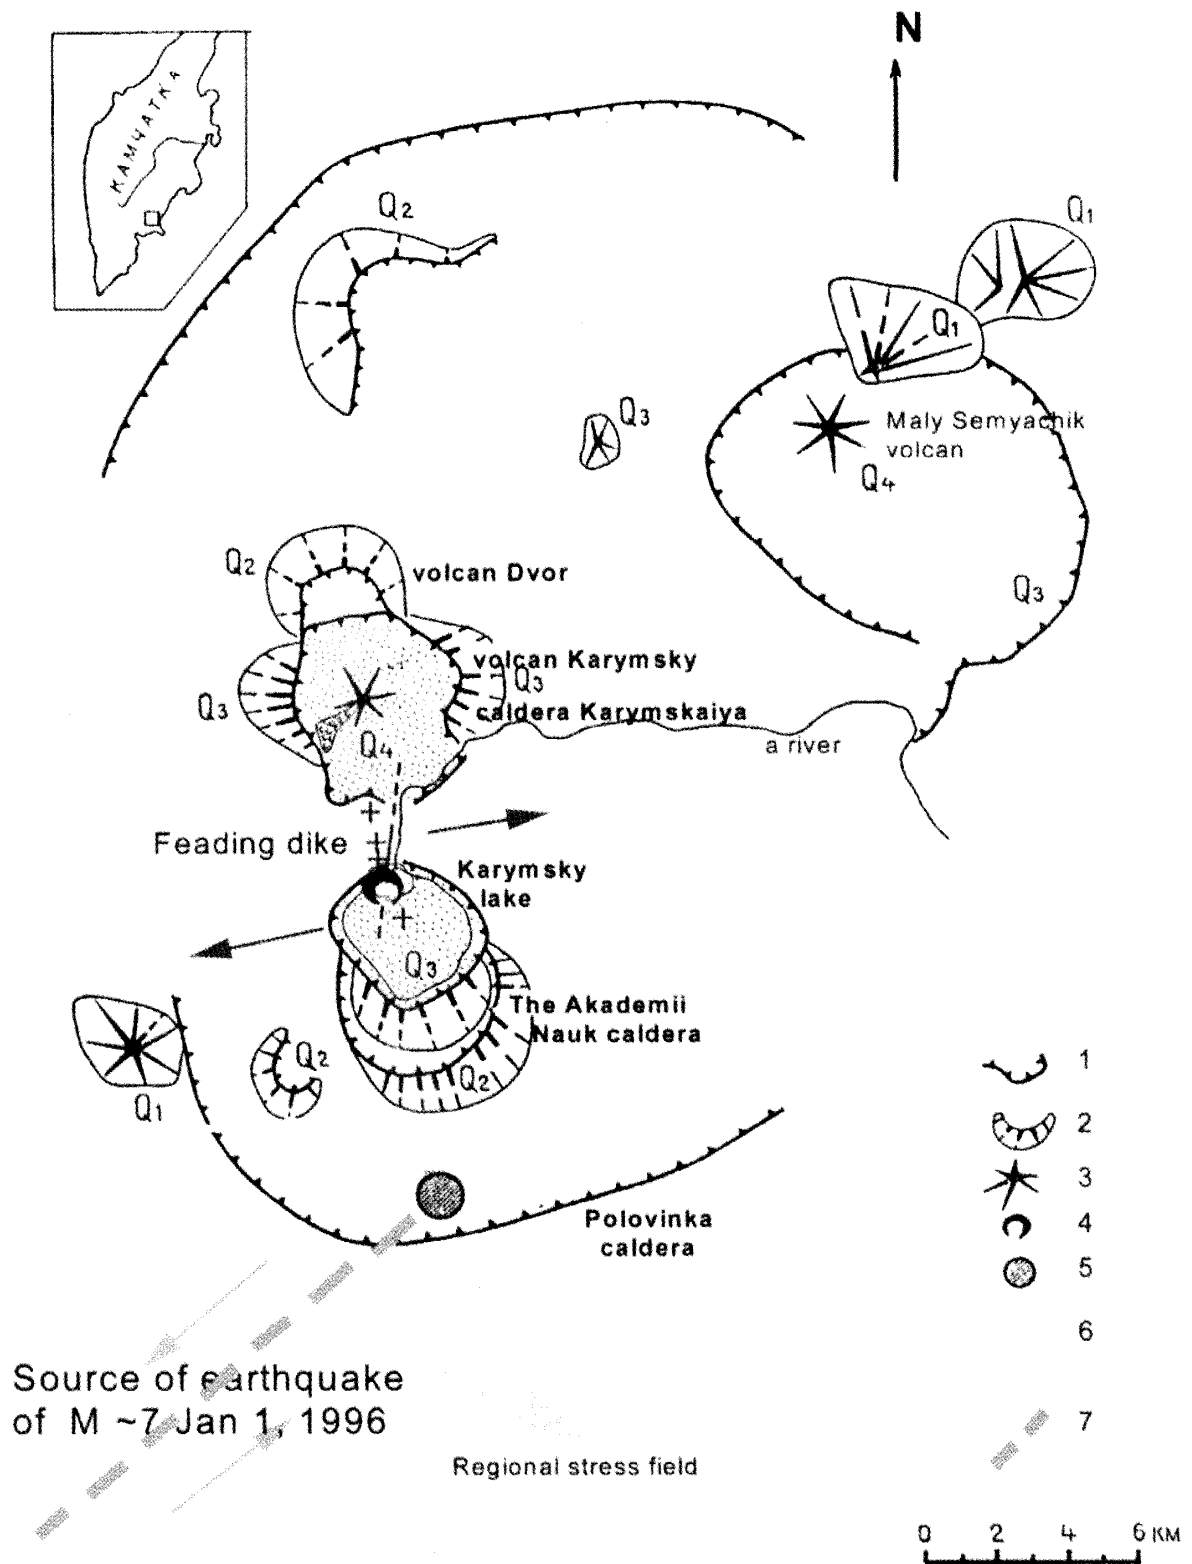 N
КАМЧАТКА
Q2
Q1
Q1
Q3
Maly Semyachik
volcan
Q4
Q2
volcan Dvor
Q3
volcan Karymsky
Q3
Q3
caldera Karymskaiya
Q4
a river
Feading dike
Karymsky
lake
Q3
The Akademii
Nauk caldera
Q2
Q2
Q1
1
2
3
4
5
6
7
Polovinka
caldera
Source of earthquake
of M ~7 Jan 1, 1996
Regional stress field
0 2 4 6 КМ